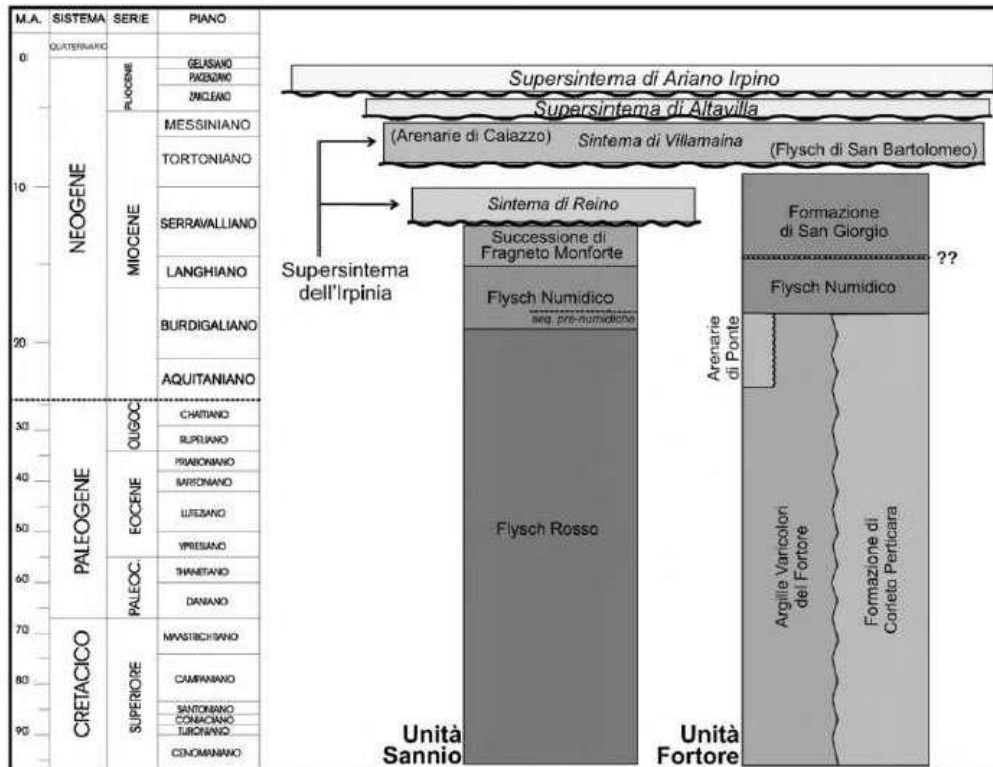 M.A. SISTEMA SERIE PIANO
QUATERNARIO
0
NEOGENE
PLIOCENE
GELASIANO
PIACENZIANO
ZANCLEANO
MIOCENE
MESSINIANO
TORTONIANO
10
SERRAVALLIANO
LANGHIANO
BURDIGALIANO
20
AQUITANIANO
PALEOGENE
OLIGOC.
CHATTIANO
30
RUPELIANO
EOCENE
PRIABONIANO
40
BARTONIANO
LUTEZIANO
50
YPRESIANO
PALEOC.
THANETIANO
60
DANIANO
CRETACICO
SUPERIORE
70
MAASTRICHTIANO
80
CAMPANIANO
SANTONIANO
CONIACIANO
90
TURONIANO
CENOMANIANO
Supersintema di Ariano Irpino
Supersintema di Altavilla
(Arenarie di Caiazzo)
Sintema di Villamaina
(Flysch di San Bartolomeo)
Sintema di Reino
Supersintema
dell'Irpinia
Successione di
Fragneto Monforte
Flysch Numidico
seq. pre-numidiche
Flysch Rosso
Unità
Sannio
Formazione
di San Giorgio
??
Flysch Numidico
Arenarie
di Ponte
Argille Varicolori
del Fortore
Formazione di
Corleto Perticara
Unità
Fortore